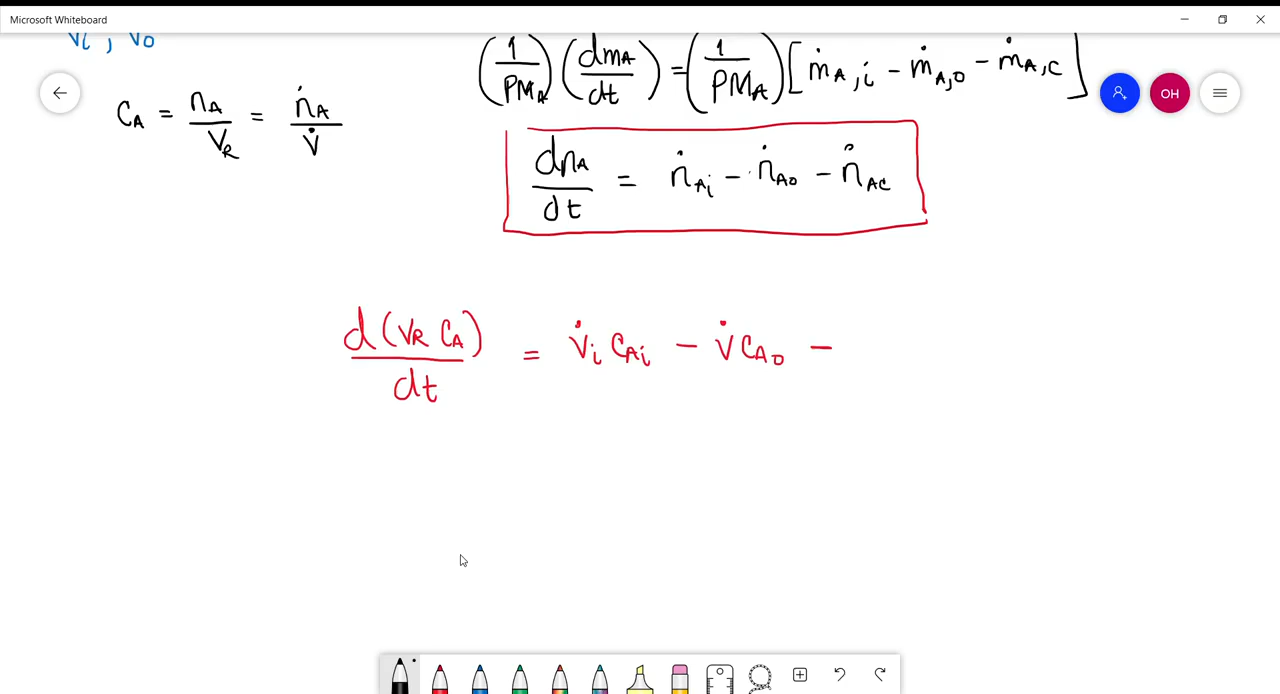 Microsoft Whiteboard
V̇i , V̇o
(1/PMA) (dmA/dt) = (1/PMA) [ṁA,i − ṁA,o − ṁA,C]
OH
CA = nA/VR = ṅA/V̇
dnA/dt = ṅAi − ṅAo − ṅAC
d(VR CA)/dt = V̇i CAi − V̇ CAo −